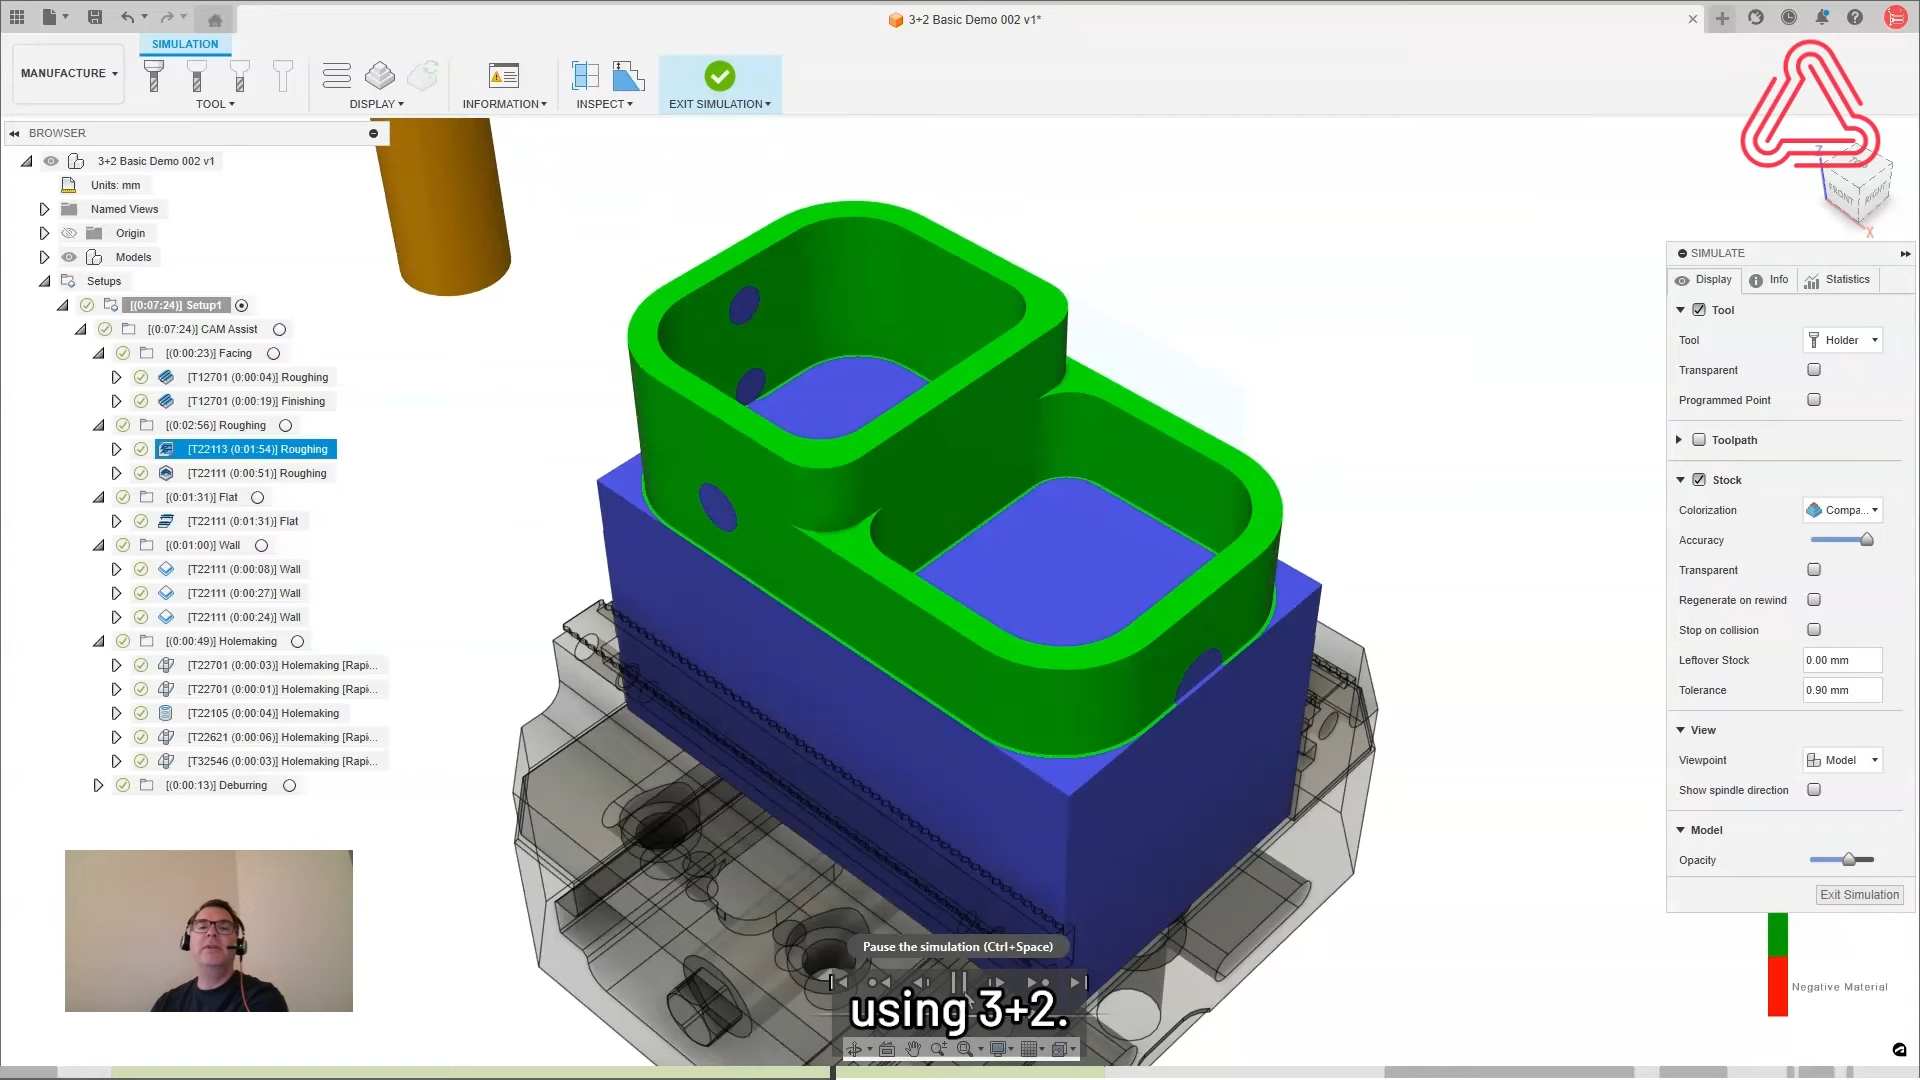 3+2 Basic Demo 002 v1*
SIMULATION
MANUFACTURE
TOOL
DISPLAY
INFORMATION
INSPECT
EXIT SIMULATION
BROWSER
3+2 Basic Demo 002 v1
Units: mm
Named Views
Origin
Models
Setups
[(0:07:24)] Setup1
[(0:07:24)] CAM Assist
[(0:00:23)] Facing
[T12701 (0:00:04)] Roughing
[T12701 (0:00:19)] Finishing
[(0:02:56)] Roughing
[T22113 (0:01:54)] Roughing
[T22111 (0:00:51)] Roughing
[(0:01:31)] Flat
[T22111 (0:01:31)] Flat
[(0:01:00)] Wall
[T22111 (0:00:08)] Wall
[T22111 (0:00:27)] Wall
[T22111 (0:00:24)] Wall
[(0:00:49)] Holemaking
[T22701 (0:00:03)] Holemaking [Rapi...
[T22701 (0:00:01)] Holemaking [Rapi...
[T22105 (0:00:04)] Holemaking
[T22621 (0:00:06)] Holemaking [Rapi...
[T32546 (0:00:03)] Holemaking [Rapi...
[(0:00:13)] Deburring
Z
FRONT
RIGHT
X
SIMULATE
Display
Info
Statistics
Tool
Tool
Holder
Transparent
Programmed Point
Toolpath
Stock
Colorization
Compa...
Accuracy
Transparent
Regenerate on rewind
Stop on collision
Leftover Stock
0.00 mm
Tolerance
0.90 mm
View
Viewpoint
Model
Show spindle direction
Model
Opacity
Exit Simulation
Negative Material
Pause the simulation (Ctrl+Space)
using 3+2.